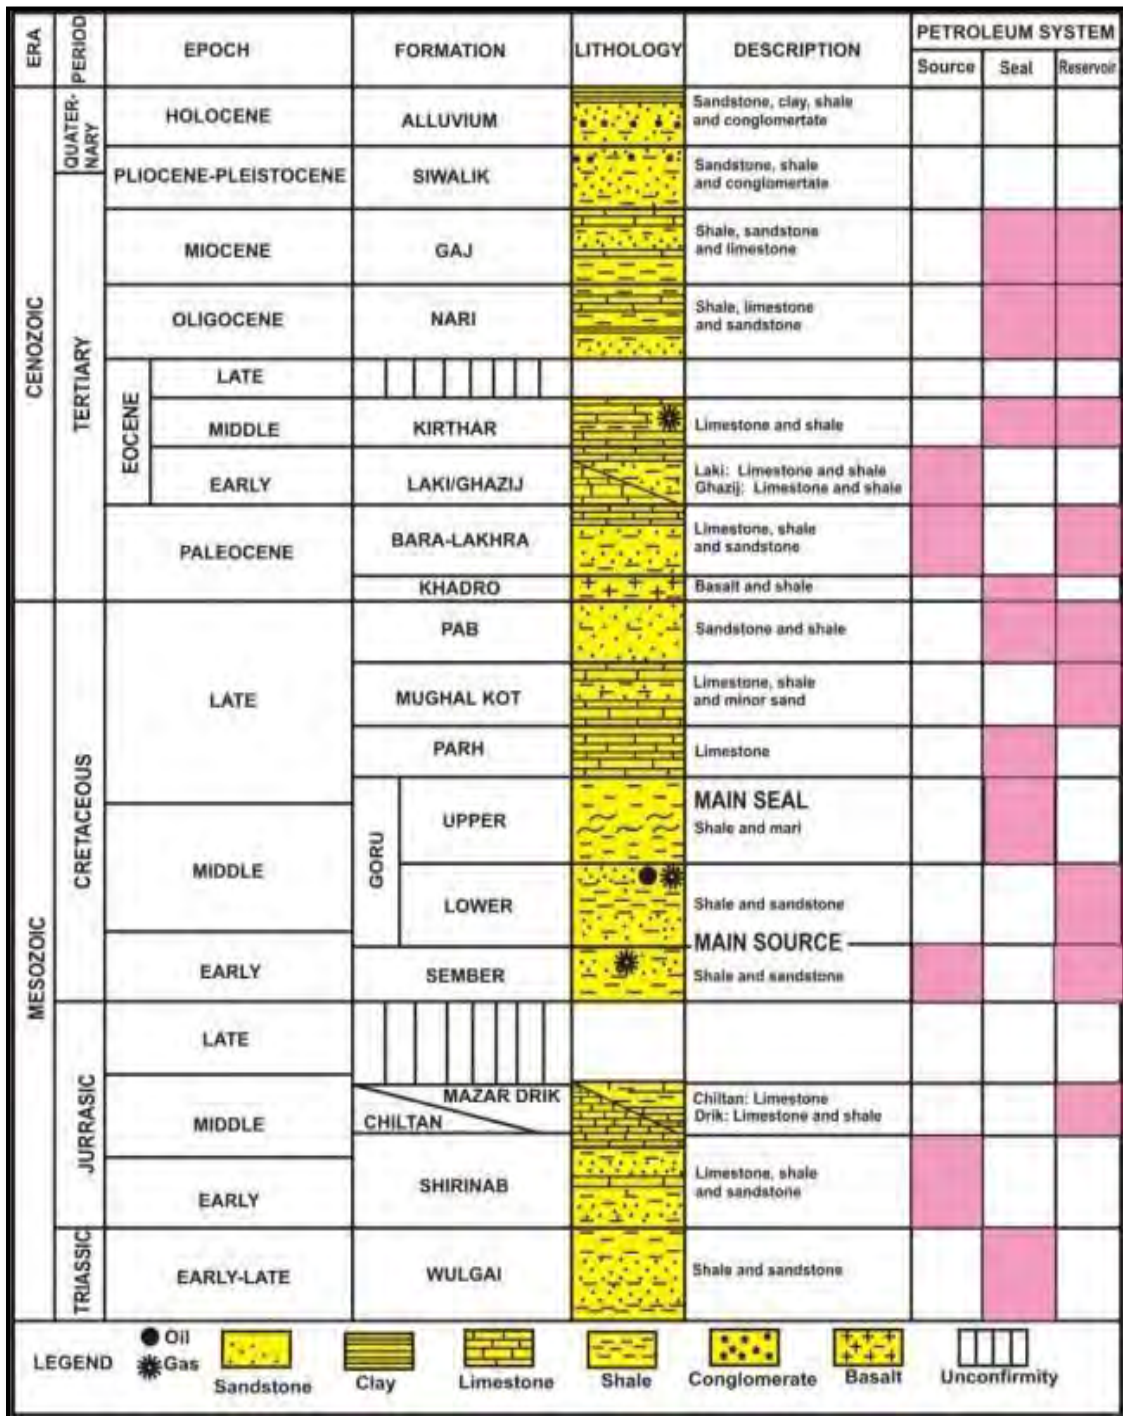 ERA
PERIOD
EPOCH
FORMATION
LITHOLOGY
DESCRIPTION
PETROLEUM SYSTEM
Source
Seal
Reservoir
CENOZOIC
QUATER-
NARY
HOLOCENE
ALLUVIUM
Sandstone, clay, shale
and conglomertate
PLIOCENE-PLEISTOCENE
SIWALIK
Sandstone, shale
and conglomertate
TERTIARY
MIOCENE
GAJ
Shale, sandstone
and limestone
OLIGOCENE
NARI
Shale, limestone
and sandstone
EOCENE
LATE
MIDDLE
KIRTHAR
Limestone and shale
EARLY
LAKI/GHAZIJ
Laki: Limestone and shale
Ghazij: Limestone and shale
PALEOCENE
BARA-LAKHRA
Limestone, shale
and sandstone
KHADRO
Basalt and shale
MESOZOIC
CRETACEOUS
LATE
PAB
Sandstone and shale
MUGHAL KOT
Limestone, shale
and minor sand
PARH
Limestone
MIDDLE
GORU
UPPER
MAIN SEAL
Shale and marl
LOWER
Shale and sandstone
MAIN SOURCE
EARLY
SEMBER
Shale and sandstone
JURRASIC
LATE
MIDDLE
MAZAR DRIK
CHILTAN
Chiltan: Limestone
Drik: Limestone and shale
EARLY
SHIRINAB
Limestone, shale
and sandstone
TRIASSIC
EARLY-LATE
WULGAI
Shale and sandstone
LEGEND
Oil
Gas
Sandstone
Clay
Limestone
Shale
Conglomerate
Basalt
Unconfirmity